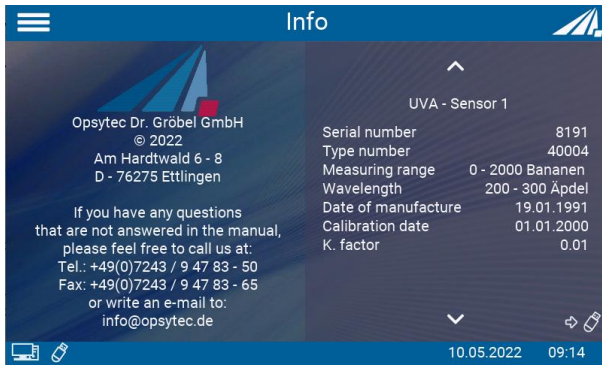 Info
Opsytec Dr. Gröbel GmbH
© 2022
Am Hardtwald 6 - 8
D - 76275 Ettlingen
If you have any questions
that are not answered in the manual,
please feel free to call us at:
Tel.: +49(0)7243 / 9 47 83 - 50
Fax: +49(0)7243 / 9 47 83 - 65
or write an e-mail to:
info@opsytec.de
UVA - Sensor 1
Serial number 8191
Type number 40004
Measuring range 0 - 2000 Bananen
Wavelength 200 - 300 Äpdel
Date of manufacture 19.01.1991
Calibration date 01.01.2000
K. factor 0.01
10.05.2022 09:14